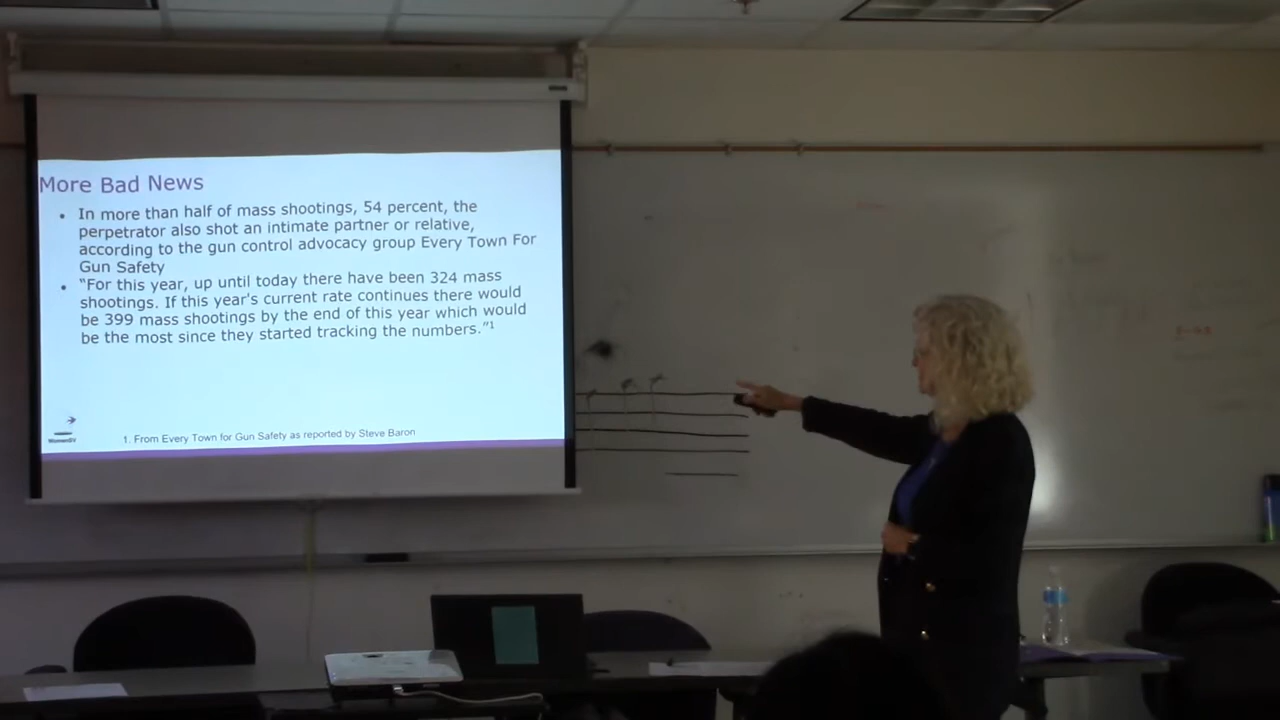 More Bad News
• In more than half of mass shootings, 54 percent, the
perpetrator also shot an intimate partner or relative,
according to the gun control advocacy group Every Town For
Gun Safety
• “For this year, up until today there have been 324 mass
shootings. If this year's current rate continues there would
be 399 mass shootings by the end of this year which would
be the most since they started tracking the numbers.”1
1. From Every Town for Gun Safety as reported by Steve Baron
WomenSV